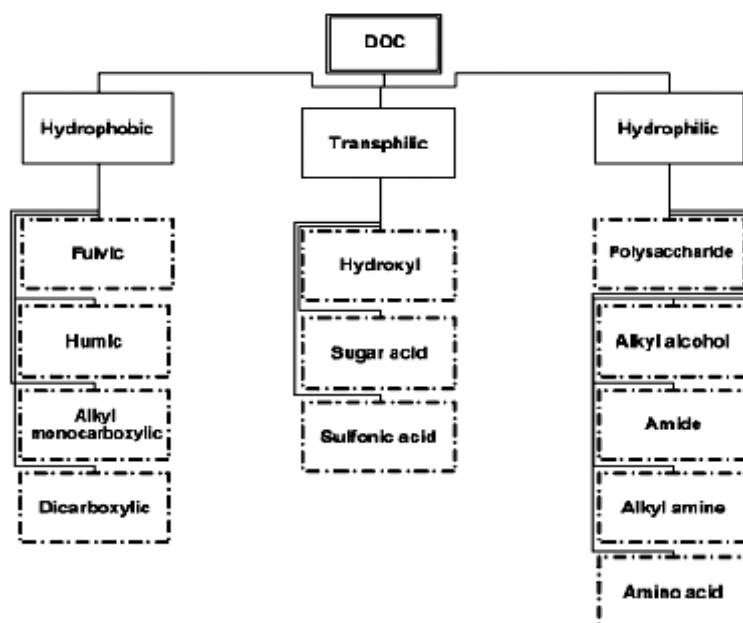 DOC
Hydrophobic
Transphilic
Hydrophilic
Fulvic
Humic
Alkyl
monocarboxylic
Dicarboxylic
Hydroxyl
Sugar acid
Sulfonic acid
Polysaccharide
Alkyl alcohol
Amide
Alkyl amine
Amino acid